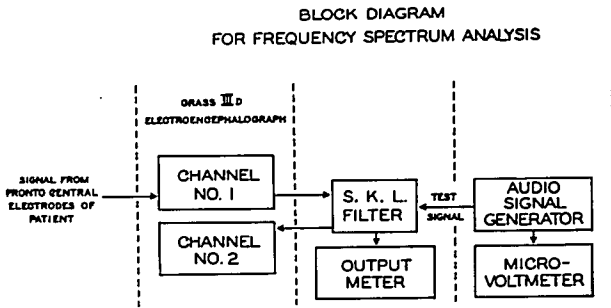 BLOCK DIAGRAM
FOR FREQUENCY SPECTRUM ANALYSIS
GRASS III D
ELECTROENCEPHALOGRAPH
SIGNAL FROM
FRONTO CENTRAL
ELECTRODES OF
PATIENT
CHANNEL
NO. 1
CHANNEL
NO. 2
S. K. L.
FILTER
OUTPUT
METER
TEST
SIGNAL
AUDIO
SIGNAL
GENERATOR
MICRO-
VOLTMETER